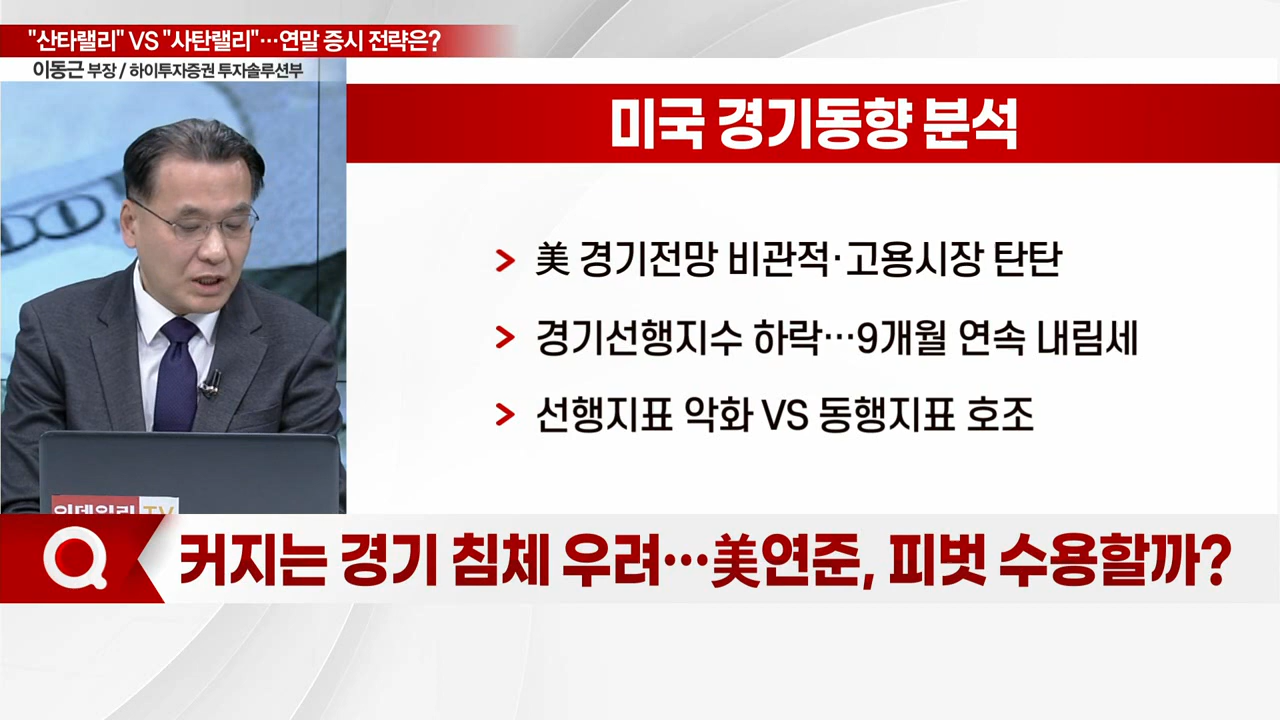 "산타랠리" VS "사탄랠리"…연말 증시 전략은?
이동근 부장 / 하이투자증권 투자솔루션부
미국 경기동향 분석
> 美 경기전망 비관적·고용시장 탄탄
> 경기선행지수 하락…9개월 연속 내림세
> 선행지표 악화 VS 동행지표 호조
이데일리 TV
Q 커지는 경기 침체 우려…美연준, 피벗 수용할까?